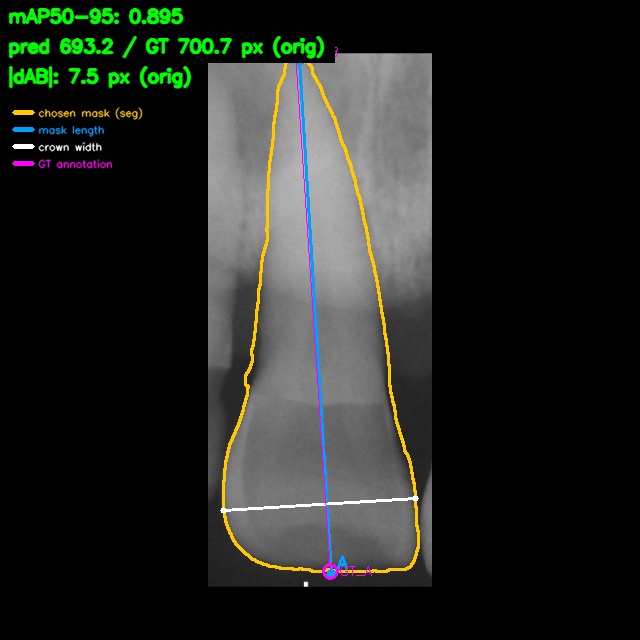 mAP50-95: 0.895
pred 693.2 / GT 700.7 px (orig)
|dAB|: 7.5 px (orig)
chosen mask (seg)
mask length
crown width
GT annotation
A
GT_A